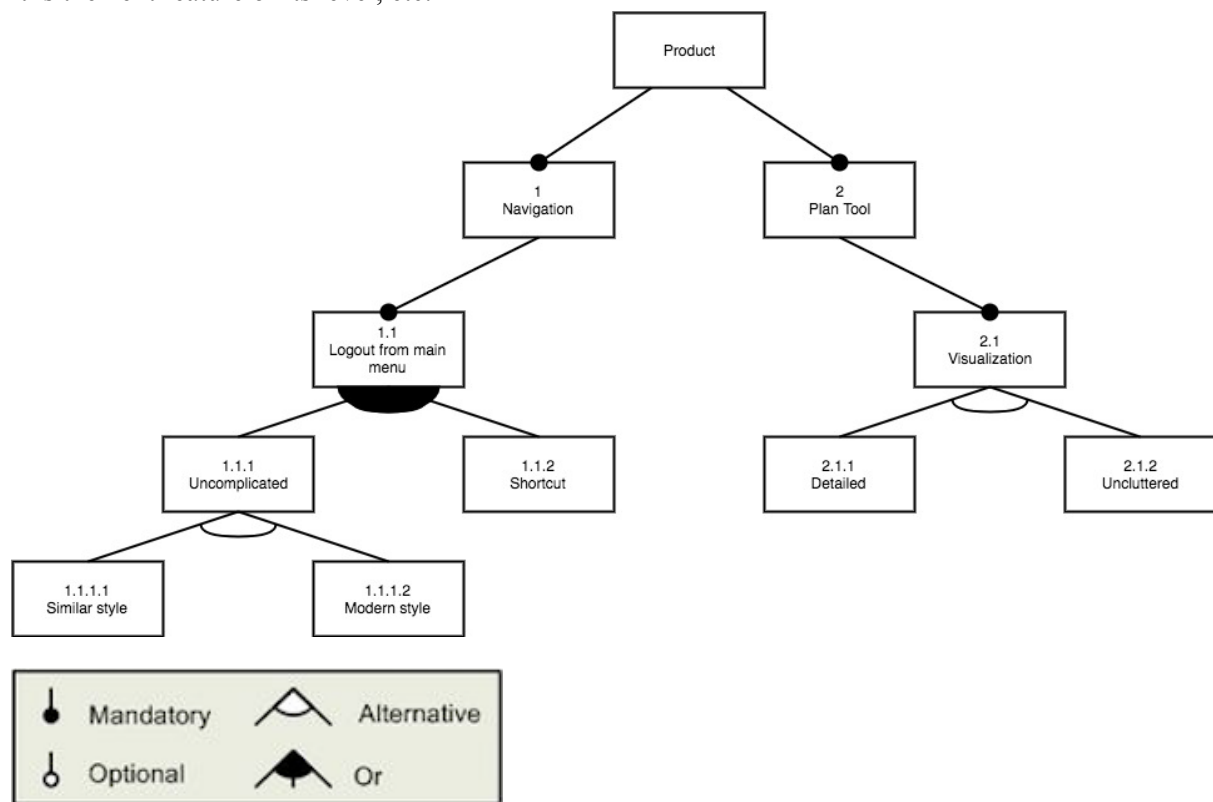 Product
1
Navigation
2
Plan Tool
1.1
Logout from main
menu
2.1
Visualization
1.1.1
Uncomplicated
1.1.2
Shortcut
2.1.1
Detailed
2.1.2
Uncluttered
1.1.1.1
Similar style
1.1.1.2
Modern style
Mandatory
Alternative
Optional
Or